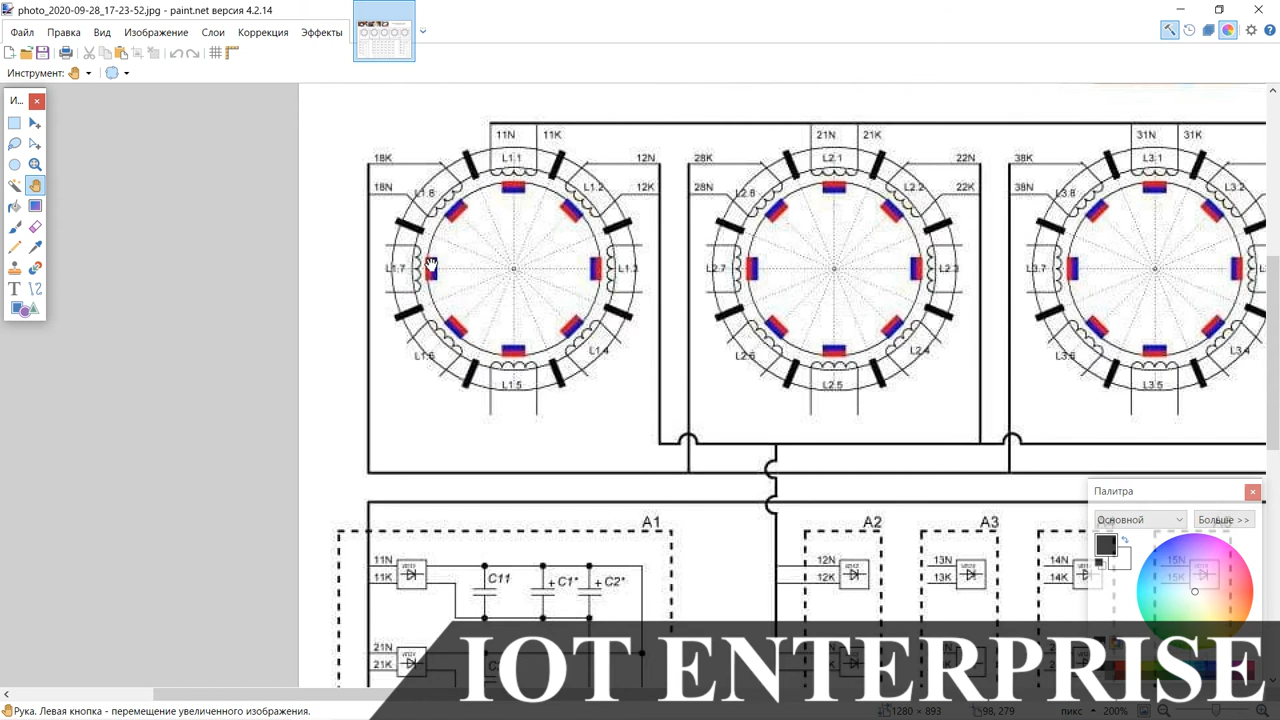 photo_2020-09-28_17-23-52.jpg - paint.net версия 4.2.14
Файл Правка Вид Изображение Слои Коррекция Эффекты
Инструмент:
И...
11N 11K 21N 21K 31N 31K
18K L1.1 12N 28K L2.1 22N 38K L3.1
18N L1.8 L1.2 12K 28N L2.8 L2.2 22K 38N L3.8 L3.2
L1.7 L1.3 L2.7 L2.3 L3.7 L3.3
L1.6 L1.4 L2.6 L2.4 L3.6 L3.4
L1.5 L2.5 L3.5
Палитра
Основной Больше >>
A1 A2 A3
11N 12N 13N 14N 15N
11K C11 + C1* + C2* 12K 13K 14K 15K
21N
21K
IOT ENTERPRISE
Рука. Левая кнопка - перемещение увеличенного изображения. 1280 × 893 98, 279 пикс 200%